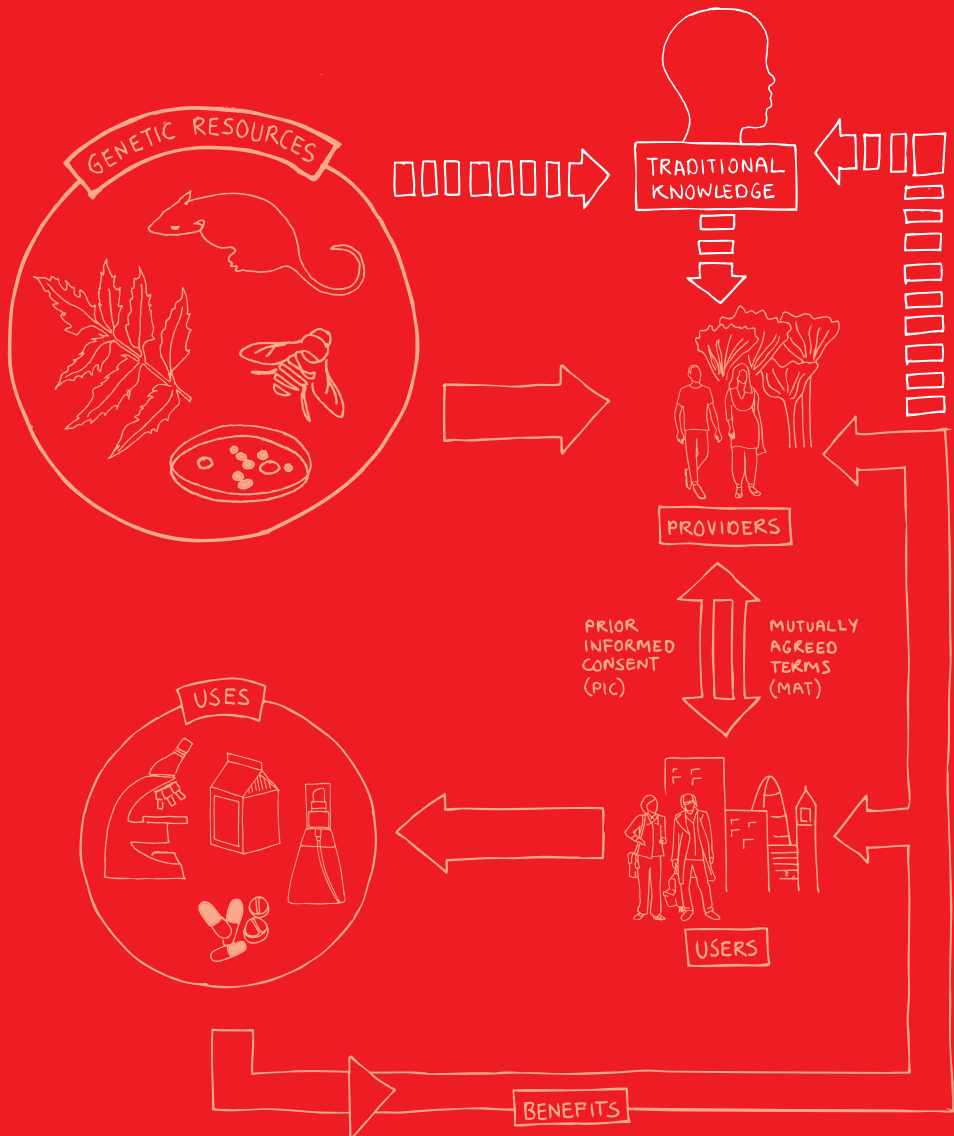 GENETIC RESOURCES
TRADITIONAL
KNOWLEDGE
PROVIDERS
PRIOR
INFORMED
CONSENT
(PIC)
MUTUALLY
AGREED
TERMS
(MAT)
USES
USERS
BENEFITS